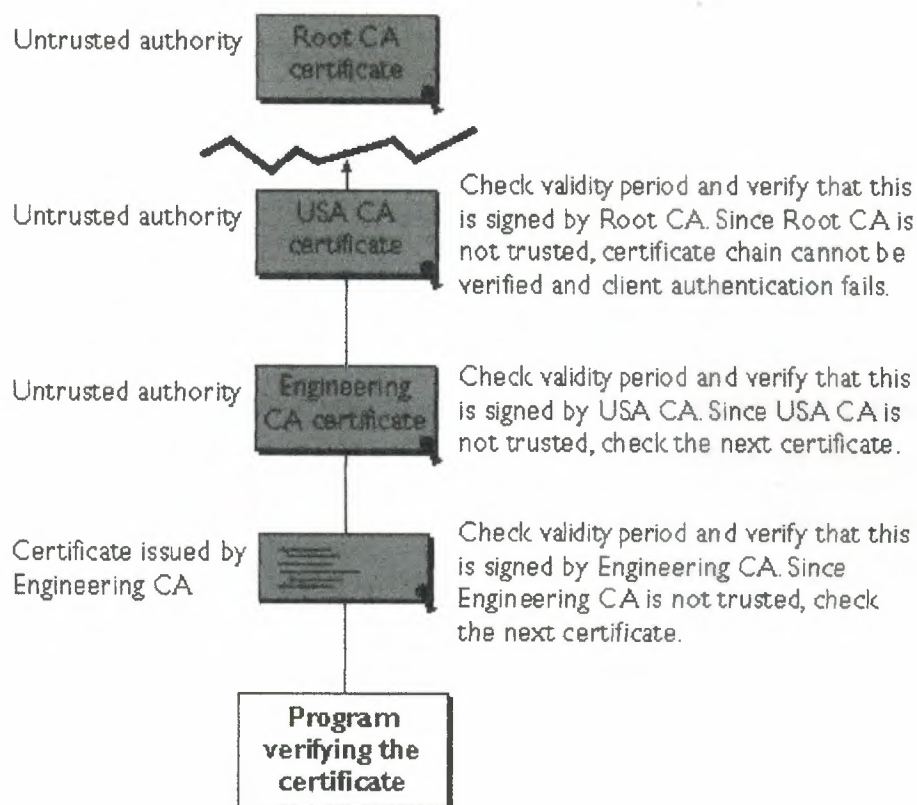 Untrusted authority
Root CA
certificate
Untrusted authority
USA CA
certificate
Check validity period and verify that this
is signed by Root CA. Since Root CA is
not trusted, certificate chain cannot be
verified and client authentication fails.
Untrusted authority
Engineering
CA certificate
Check validity period and verify that this
is signed by USA CA. Since USA CA is
not trusted, check the next certificate.
Certificate issued by
Engineering CA
Check validity period and verify that this
is signed by Engineering CA. Since
Engineering CA is not trusted, check
the next certificate.
Program
verifying the
certificate